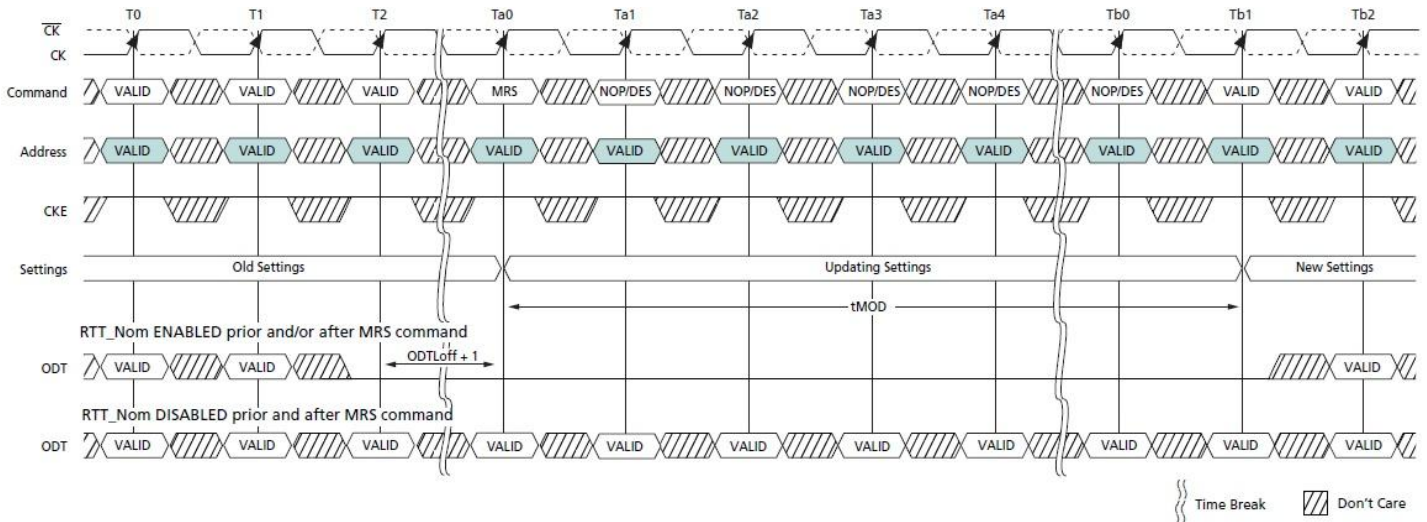 T0 T1 T2 Ta0 Ta1 Ta2 Ta3 Ta4 Tb0 Tb1 Tb2
CK
CK
Command VALID VALID VALID MRS NOP/DES NOP/DES NOP/DES NOP/DES NOP/DES VALID VALID
Address VALID VALID VALID VALID VALID VALID VALID VALID VALID VALID VALID
CKE
Settings Old Settings Updating Settings New Settings
tMOD
RTT_Nom ENABLED prior and/or after MRS command
ODTLoff + 1
ODT VALID VALID VALID
RTT_Nom DISABLED prior and after MRS command
ODT VALID VALID VALID VALID VALID VALID VALID VALID VALID VALID VALID
Time Break Don't Care